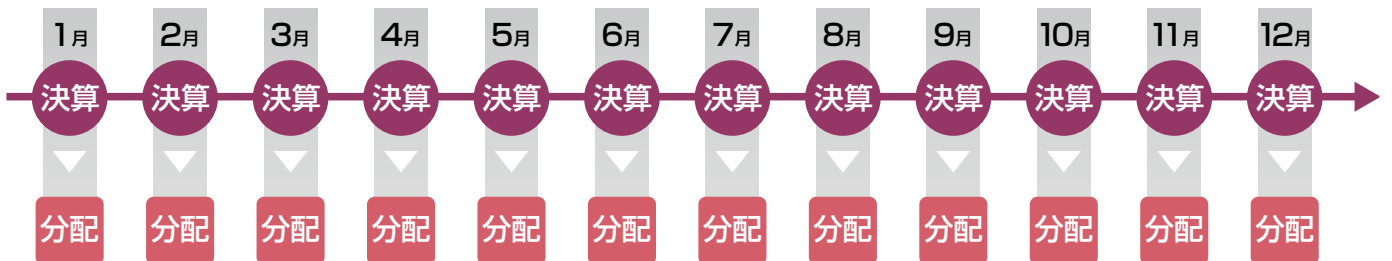 1月 2月 3月 4月 5月 6月 7月 8月 9月 10月 11月 12月
決算 決算 決算 決算 決算 決算 決算 決算 決算 決算 決算 決算
分配 分配 分配 分配 分配 分配 分配 分配 分配 分配 分配 分配